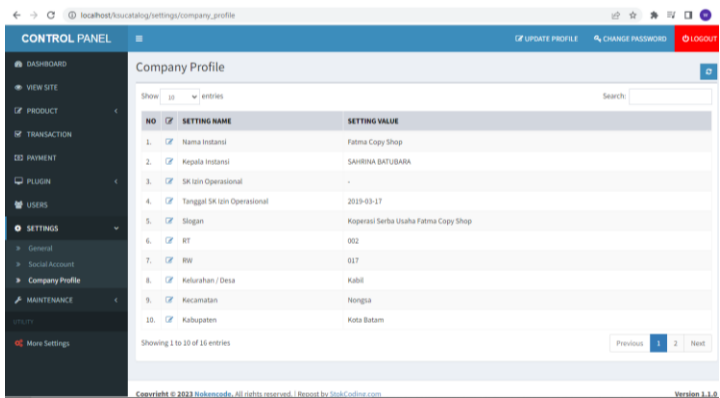 localhost/ksucatalog/settings/company_profile
CONTROL PANEL
UPDATE PROFILE
CHANGE PASSWORD
LOGOUT
DASHBOARD
VIEW SITE
PRODUCT
TRANSACTION
PAYMENT
PLUGIN
USERS
SETTINGS
General
Social Account
Company Profile
MAINTENANCE
UTILITY
More Settings
Company Profile
Show 10 entries
Search:
NO SETTING NAME SETTING VALUE
1. Nama Instansi Fatma Copy Shop
2. Kepala Instansi SAHRINA BATUBARA
3. SK Izin Operasional -
4. Tanggal SK Izin Operasional 2019-03-17
5. Slogan Koperasi Serba Usaha Fatma Copy Shop
6. RT 002
7. RW 017
8. Kelurahan / Desa Kabil
9. Kecamatan Nongsa
10. Kabupaten Kota Batam
Showing 1 to 10 of 16 entries
Previous 1 2 Next
Copyright © 2023 Nokencode. All rights reserved. | Repost by StokCoding.com
Version 1.1.0